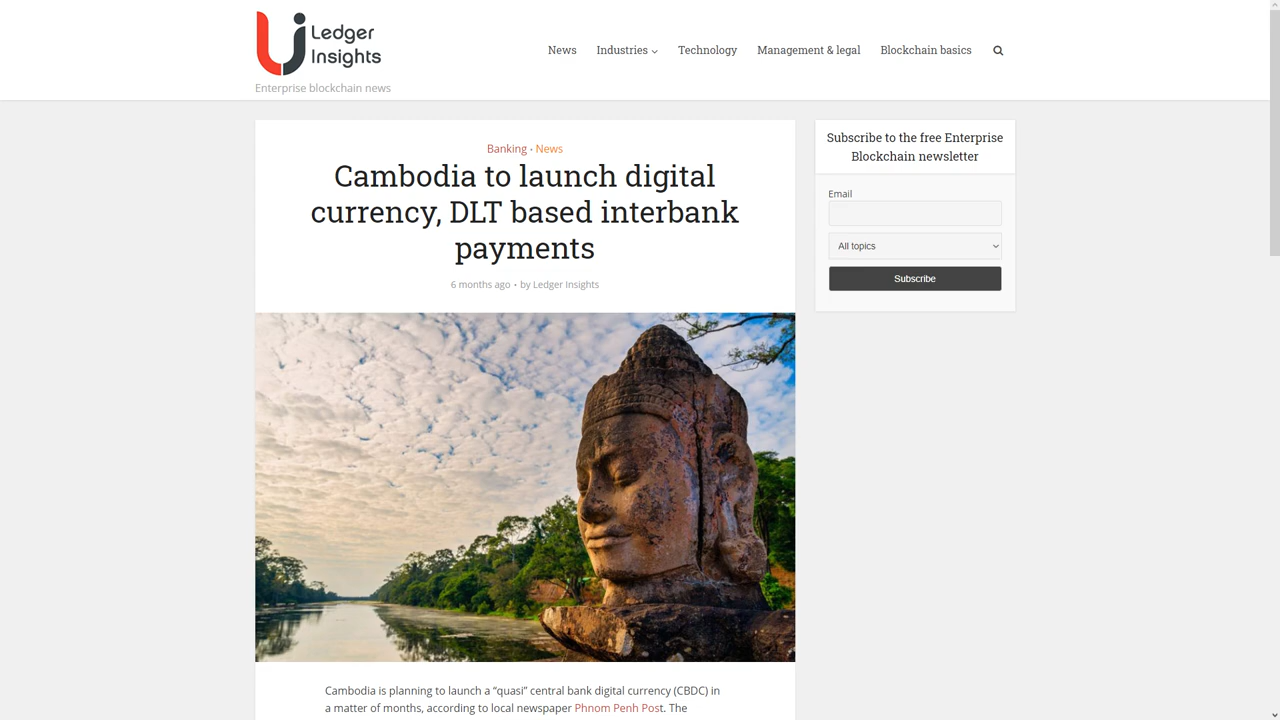 Ledger
Insights
Enterprise blockchain news
News
Industries
Technology
Management & legal
Blockchain basics
Banking • News
Cambodia to launch digital
currency, DLT based interbank
payments
6 months ago • by Ledger Insights
Cambodia is planning to launch a “quasi” central bank digital currency (CBDC) in
a matter of months, according to local newspaper Phnom Penh Post. The
Subscribe to the free Enterprise
Blockchain newsletter
Email
All topics
Subscribe